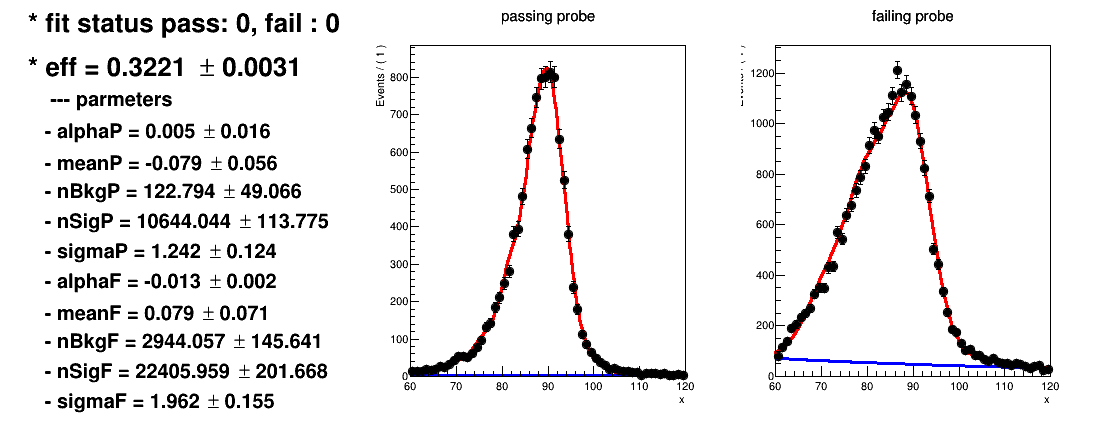 * fit status pass: 0, fail : 0
* eff = 0.3221 ± 0.0031
--- parmeters
- alphaP = 0.005 ± 0.016
- meanP = -0.079 ± 0.056
- nBkgP = 122.794 ± 49.066
- nSigP = 10644.044 ± 113.775
- sigmaP = 1.242 ± 0.124
- alphaF = -0.013 ± 0.002
- meanF = 0.079 ± 0.071
- nBkgF = 2944.057 ± 145.641
- nSigF = 22405.959 ± 201.668
- sigmaF = 1.962 ± 0.155
passing probe
Events / ( 1 )
800
700
600
500
400
300
200
100
0
60 70 80 90 100 110 120
x
failing probe
1200
1000
800
600
400
200
0
60 70 80 90 100 110 120
x